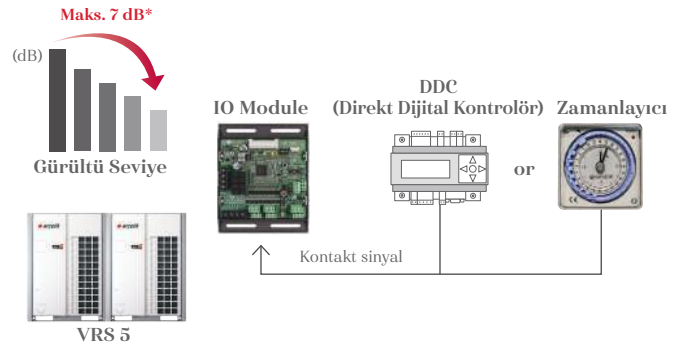 Maks. 7 dB*
(dB)
Gürültü Seviye
IO Module
DDC
(Direkt Dijital Kontrolör)
or
Zamanlayıcı
Kontakt sinyal
VRS 5